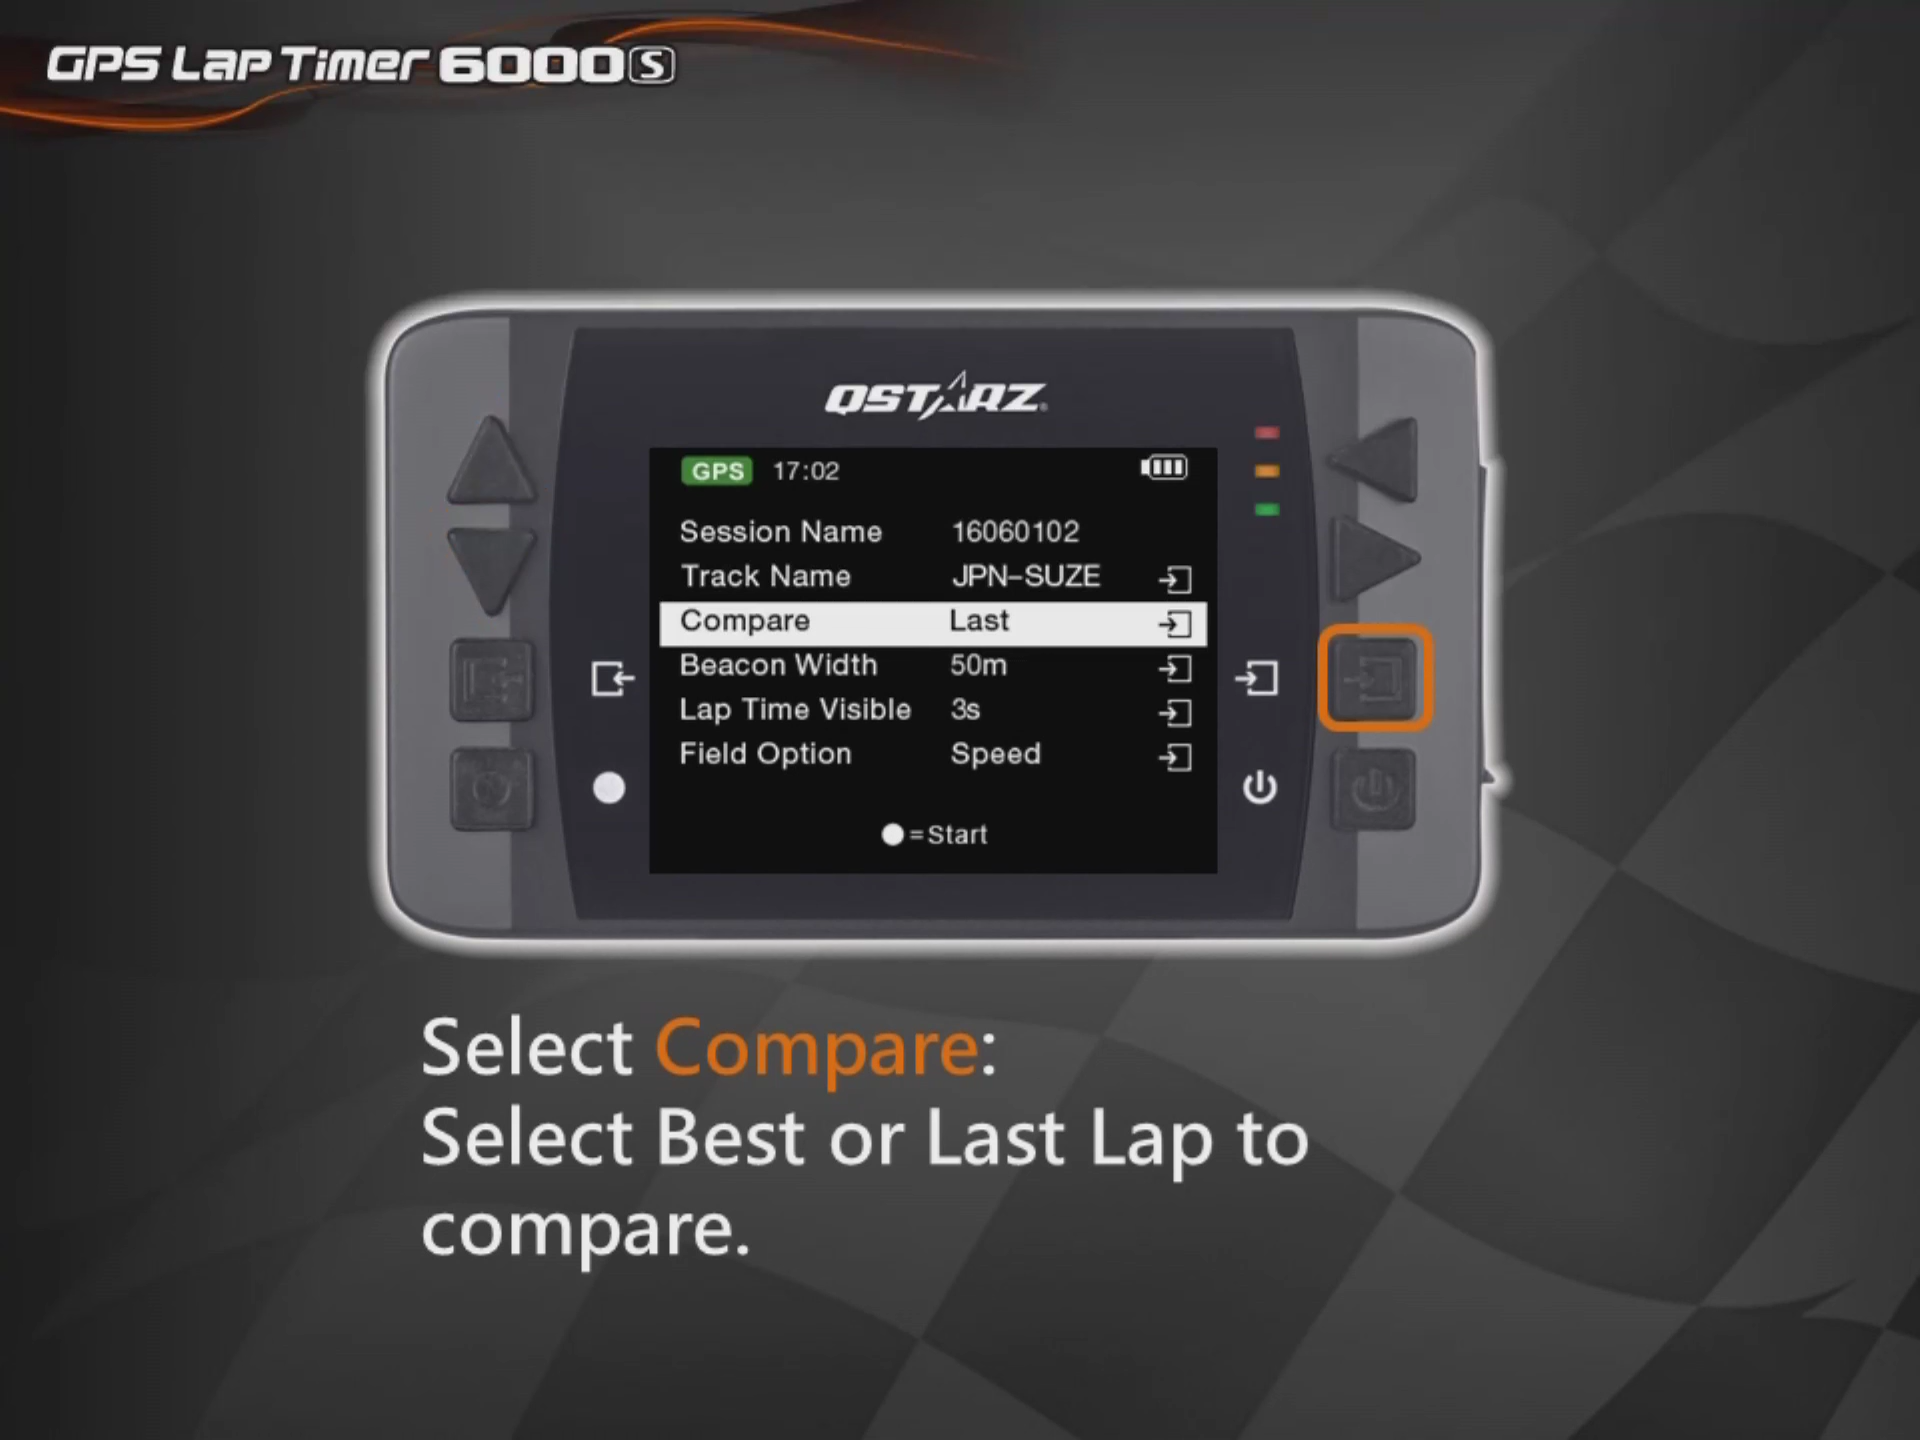 GPS Lap Timer 6000S
QSTARZ
GPS 17:02
Session Name 16060102
Track Name JPN-SUZE
Compare Last
Beacon Width 50m
Lap Time Visible 3s
Field Option Speed
=Start
Select Compare:
Select Best or Last Lap to
compare.